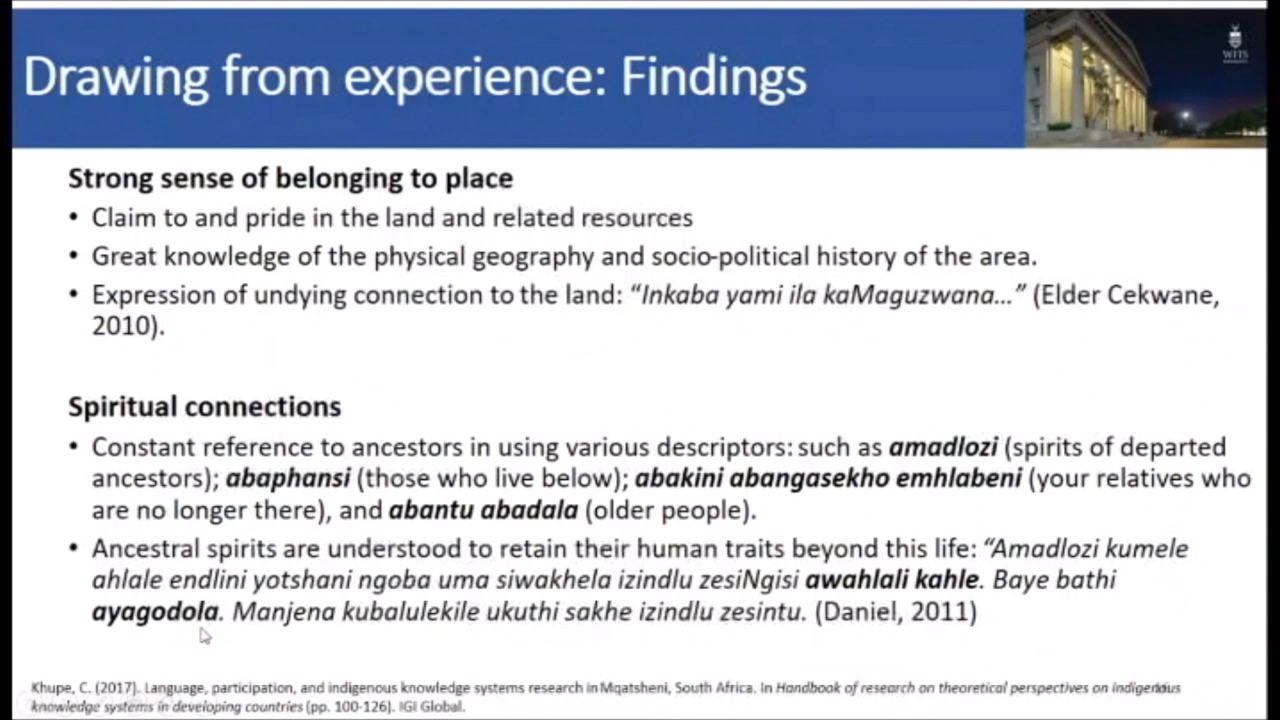 Drawing from experience: Findings
WITS
Strong sense of belonging to place
• Claim to and pride in the land and related resources
• Great knowledge of the physical geography and socio-political history of the area.
• Expression of undying connection to the land: “Inkaba yami ila kaMaguzwana…” (Elder Cekwane,
2010).
Spiritual connections
• Constant reference to ancestors in using various descriptors: such as amadlozi (spirits of departed
ancestors); abaphansi (those who live below); abakini abangasekho emhlabeni (your relatives who
are no longer there), and abantu abadala (older people).
• Ancestral spirits are understood to retain their human traits beyond this life: “Amadlozi kumele
ahlale endlini yotshani ngoba uma siwakhela izindlu zesiNgisi awahlali kahle. Baye bathi
ayagodola. Manjena kubalulekile ukuthi sakhe izindlu zesintu. (Daniel, 2011)
Khupe, C. (2017). Language, participation, and indigenous knowledge systems research in Mqatsheni, South Africa. In Handbook of research on theoretical perspectives on indigenous
knowledge systems in developing countries (pp. 100-126). IGI Global.